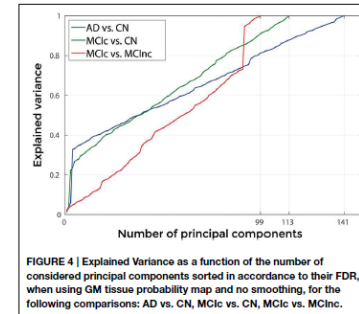 AD vs. CN
MCIc vs. CN
MCIc vs. MCInc
1
0.8
0.6
0.4
0.2
0
0
99
113
141
Explained variance
Number of principal components
FIGURE 4 | Explained Variance as a function of the number of
considered principal components sorted in accordance to their FDR,
when using GM tissue probability map and no smoothing, for the
following comparisons: AD vs. CN, MCIc vs. CN, MCIc vs. MCInc.